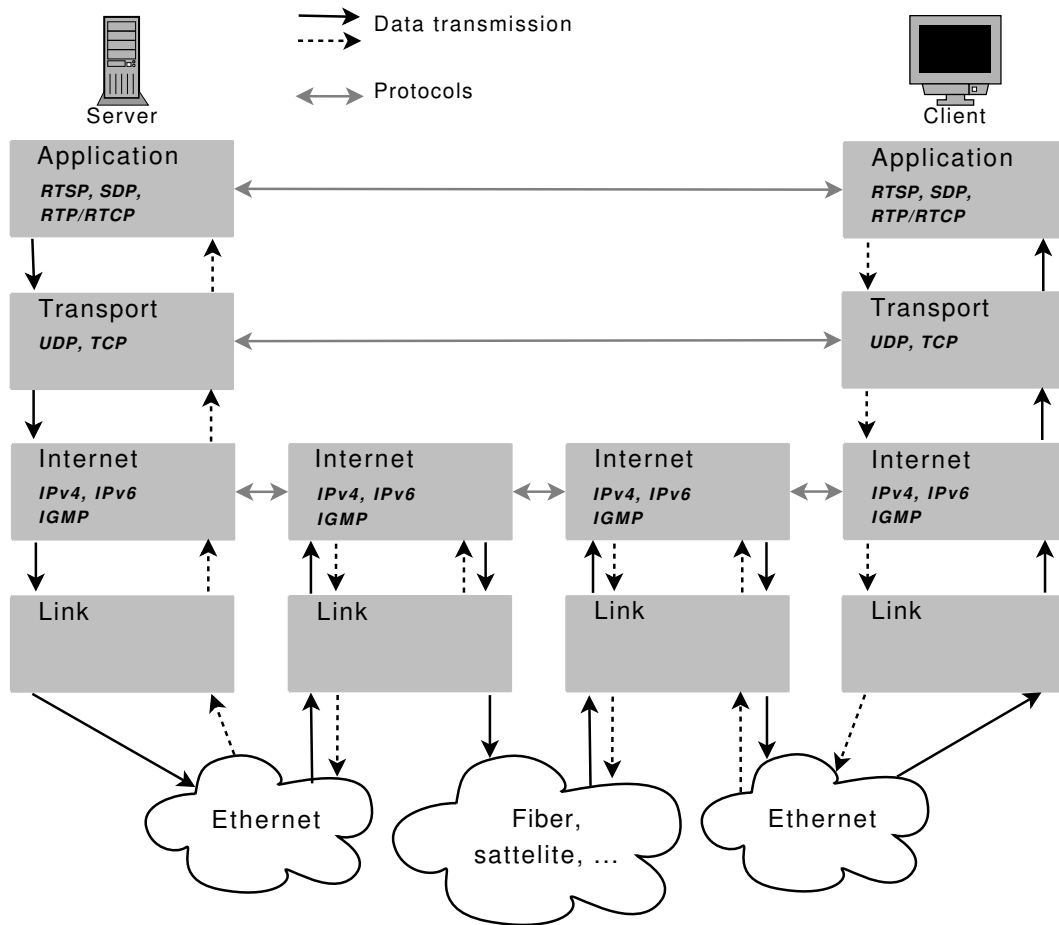 Data transmission
Protocols
Server
Client
Application
RTSP, SDP,
RTP/RTCP
Application
RTSP, SDP,
RTP/RTCP
Transport
UDP, TCP
Transport
UDP, TCP
Internet
IPv4, IPv6
IGMP
Internet
IPv4, IPv6
IGMP
Internet
IPv4, IPv6
IGMP
Internet
IPv4, IPv6
IGMP
Link
Link
Link
Link
Ethernet
Fiber,
sattelite, ...
Ethernet